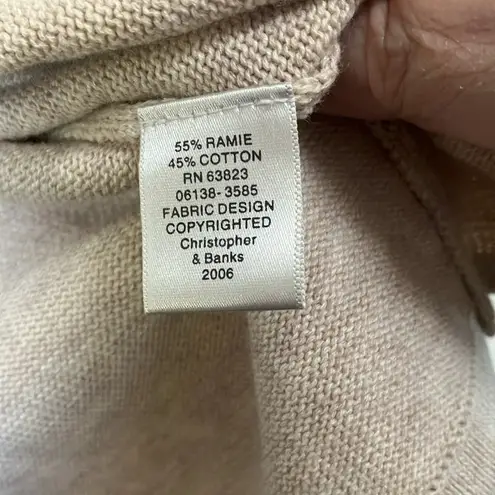 55% RAMIE
45% COTTON
RN 63823
06138-3585
FABRIC DESIGN
COPYRIGHTED
Christopher
& Banks
2006